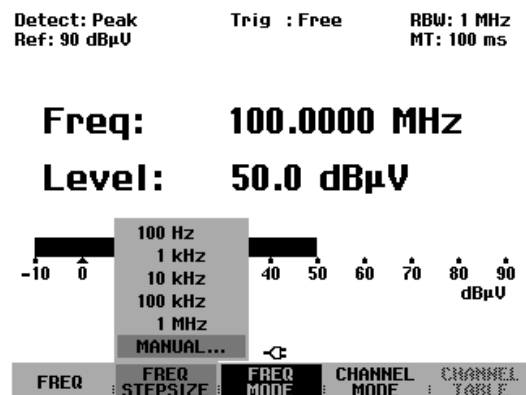 Detect: Peak Trig : Free RBW: 1 MHz
Ref: 90 dBµV MT: 100 ms
Freq: 100.0000 MHz
Level: 50.0 dBµV
-10 0 40 50 60 70 80 90
dBµV
100 Hz
1 kHz
10 kHz
100 kHz
1 MHz
MANUAL...
FREQ
FREQ
STEPSIZE
FREQ
MODE
CHANNEL
MODE
CHANNEL
TABLE